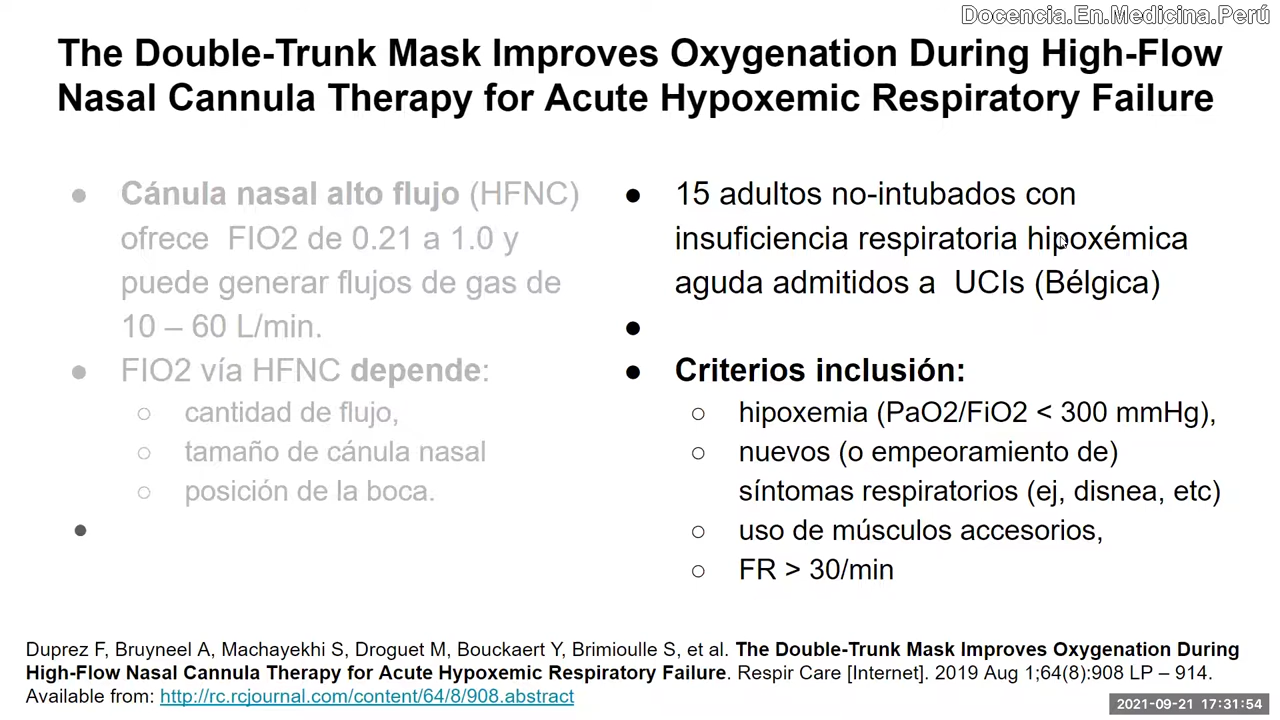 Docencia.En.Medicina.Perú
The Double-Trunk Mask Improves Oxygenation During High-Flow
Nasal Cannula Therapy for Acute Hypoxemic Respiratory Failure
● Cánula nasal alto flujo (HFNC)
ofrece FIO2 de 0.21 a 1.0 y
puede generar flujos de gas de
10 – 60 L/min.
● FIO2 vía HFNC depende:
○ cantidad de flujo,
○ tamaño de cánula nasal
○ posición de la boca.
●
● 15 adultos no-intubados con
insuficiencia respiratoria hipoxémica
aguda admitidos a UCIs (Bélgica)
●
● Criterios inclusión:
○ hipoxemia (PaO2/FiO2 < 300 mmHg),
○ nuevos (o empeoramiento de)
síntomas respiratorios (ej, disnea, etc)
○ uso de músculos accesorios,
○ FR > 30/min
Duprez F, Bruyneel A, Machayekhi S, Droguet M, Bouckaert Y, Brimioulle S, et al. The Double-Trunk Mask Improves Oxygenation During
High-Flow Nasal Cannula Therapy for Acute Hypoxemic Respiratory Failure. Respir Care [Internet]. 2019 Aug 1;64(8):908 LP – 914.
Available from: http://rc.rcjournal.com/content/64/8/908.abstract
2021-09-21 17:31:54